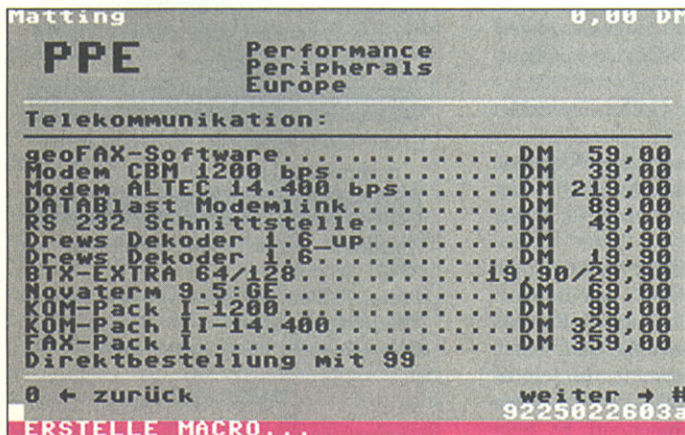 Matting 0,00 DM
PPE Performance
Peripherals
Europe
Telekommunikation:
geoFAX-Software..............DM 59,00
Modem CBM 1200 bps...........DM 39,00
Modem ALTEC 14.400 bps.......DM 219,00
DATABlast Modemlink..........DM 89,00
RS 232 Schnittstelle.........DM 49,00
Drews Dekoder 1.6_up.........DM 9,90
Drews Dekoder 1.6............DM 19,90
BTX-EXTRA 64/128............19,90/29,90
Novaterm 9.5:GE..............DM 69,00
KOM-Pack I-1200..............DM 99,00
KOM-Pach II-14.400...........DM 329,00
FAX-Pack I...................DM 359,00
Direktbestellung mit 99
0 ← zurück weiter → #
9225022603a
ERSTELLE MACRO...